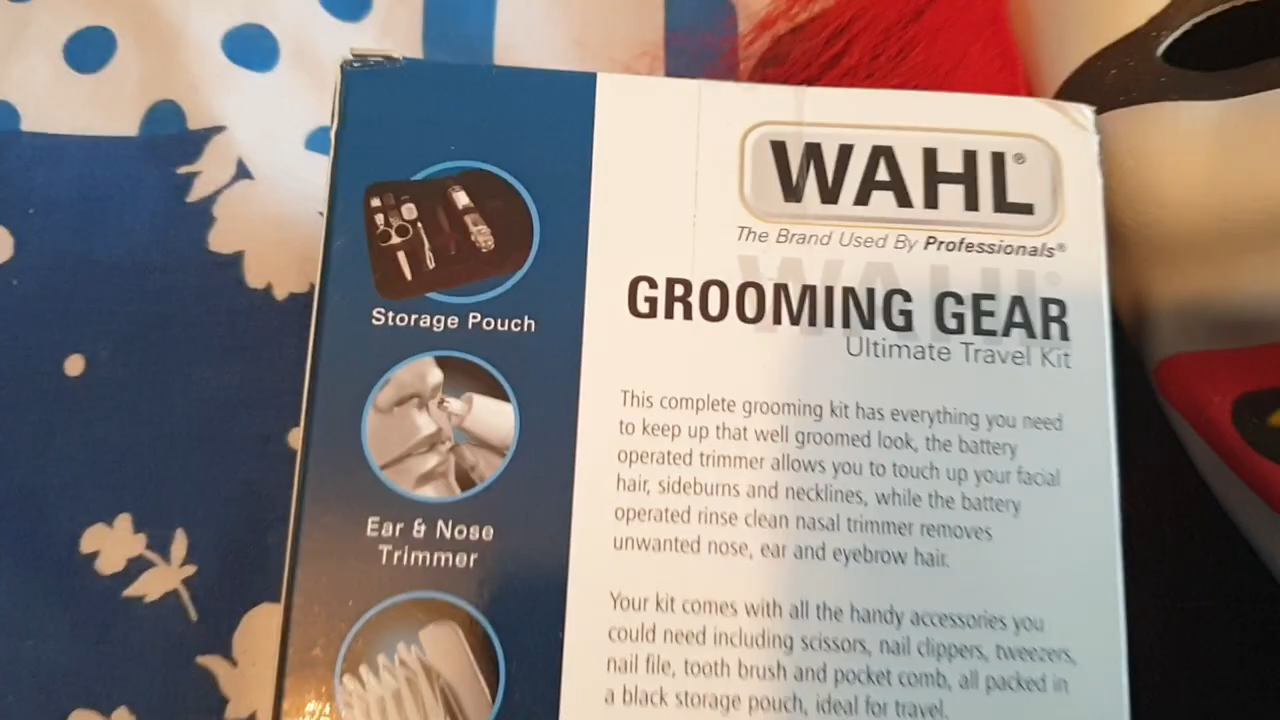 WAHL®
The Brand Used By Professionals®
GROOMING GEAR
Ultimate Travel Kit
Storage Pouch
Ear & Nose
Trimmer
This complete grooming kit has everything you need
to keep up that well groomed look, the battery
operated trimmer allows you to touch up your facial
hair, sideburns and necklines, while the battery
operated rinse clean nasal trimmer removes
unwanted nose, ear and eyebrow hair.
Your kit comes with all the handy accessories you
could need including scissors, nail clippers, tweezers,
nail file, tooth brush and pocket comb, all packed in
a black storage pouch, ideal for travel.